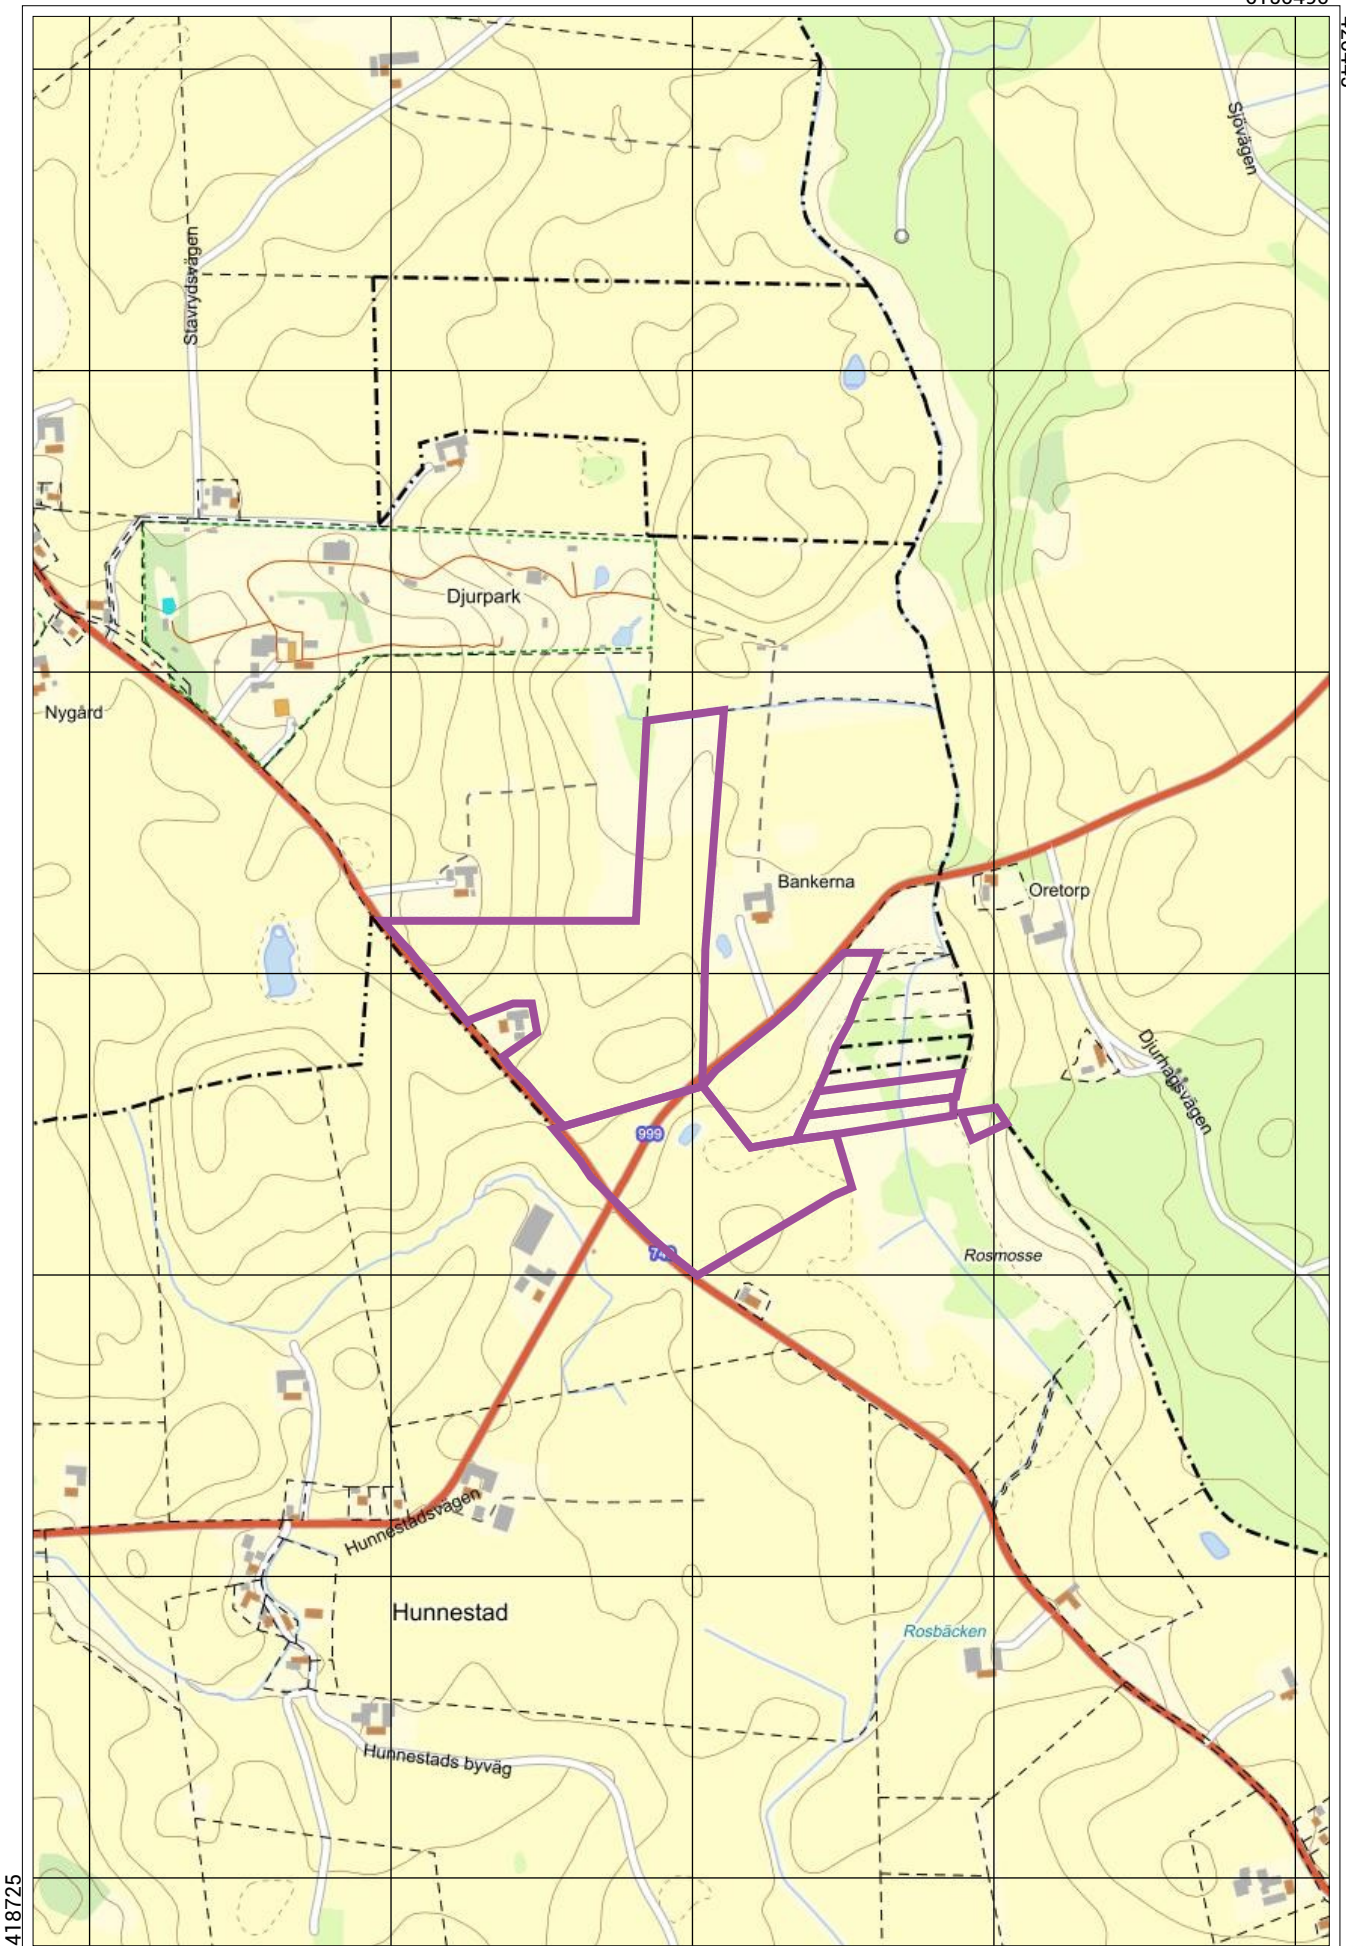 Sjövägen
Stavrydsvägen
Djurpark
Nygård
Bankerna
Oretorp
Djurhagsvägen
999
Rosmosse
Hunnestadsvägen
Hunnestad
Rosbäcken
Hunnestads byväg
418725